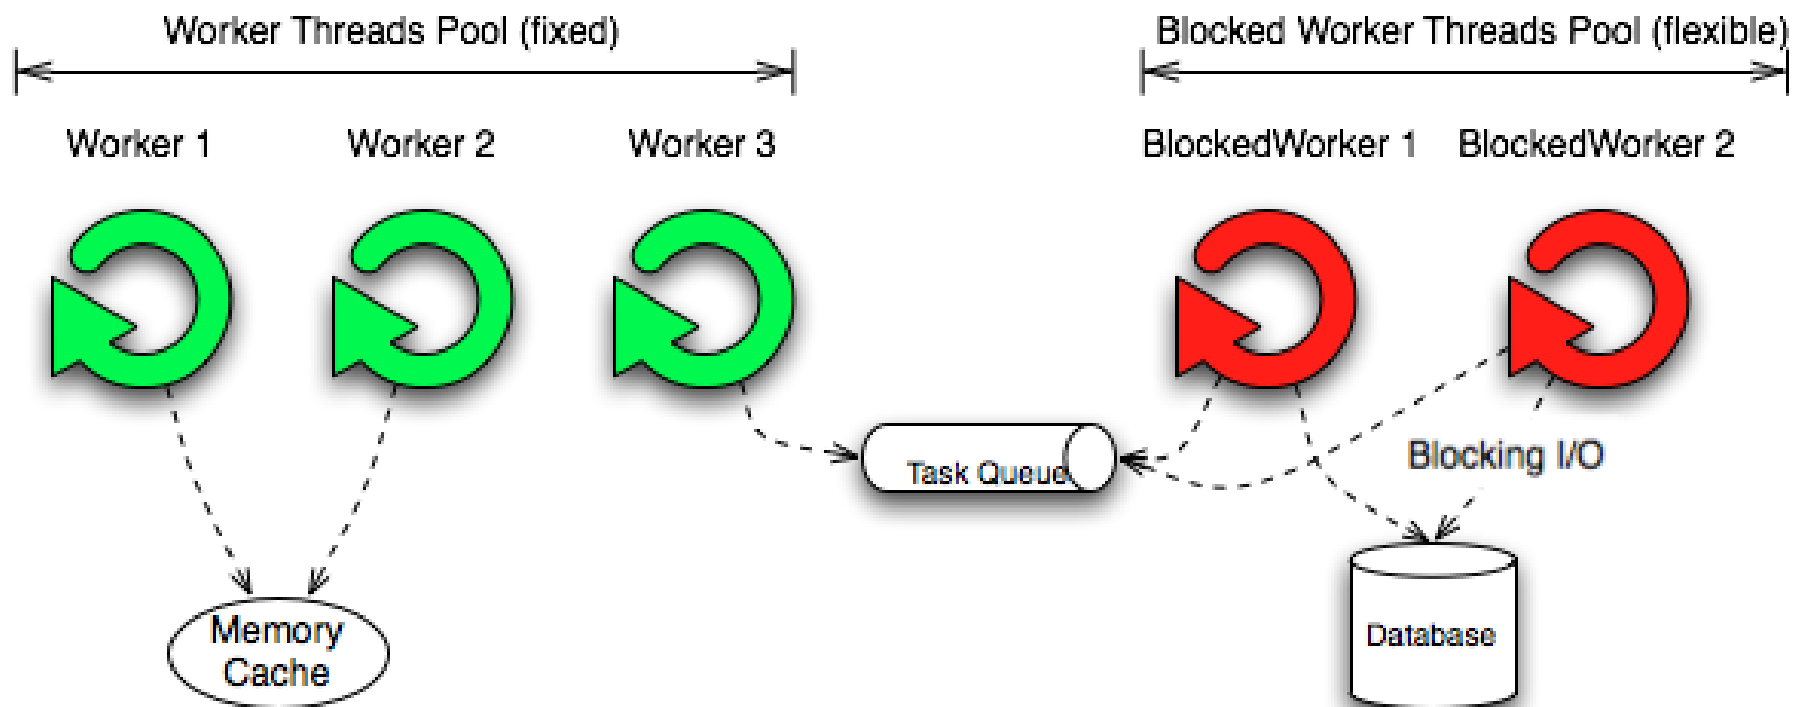 Worker Threads Pool (fixed)
Blocked Worker Threads Pool (flexible)
Worker 1
Worker 2
Worker 3
BlockedWorker 1
BlockedWorker 2
Task Queue
Blocking I/O
Memory
Cache
Database